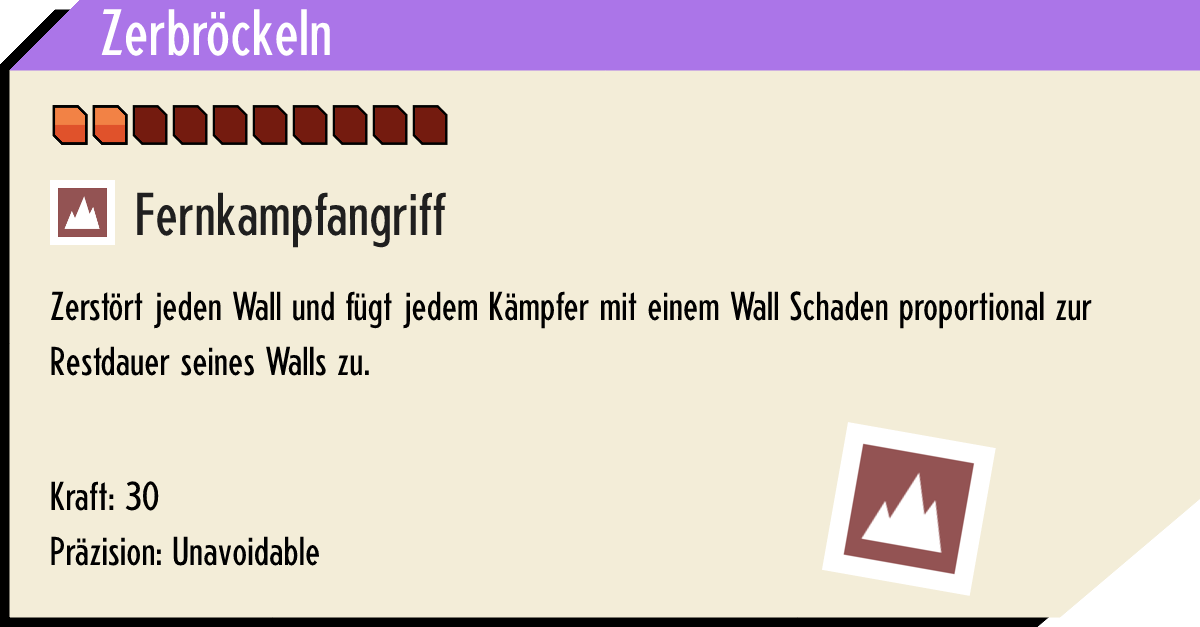 Zerbröckeln
Fernkampfangriff
Zerstört jeden Wall und fügt jedem Kämpfer mit einem Wall Schaden proportional zur
Restdauer seines Walls zu.
Kraft: 30
Präzision: Unavoidable